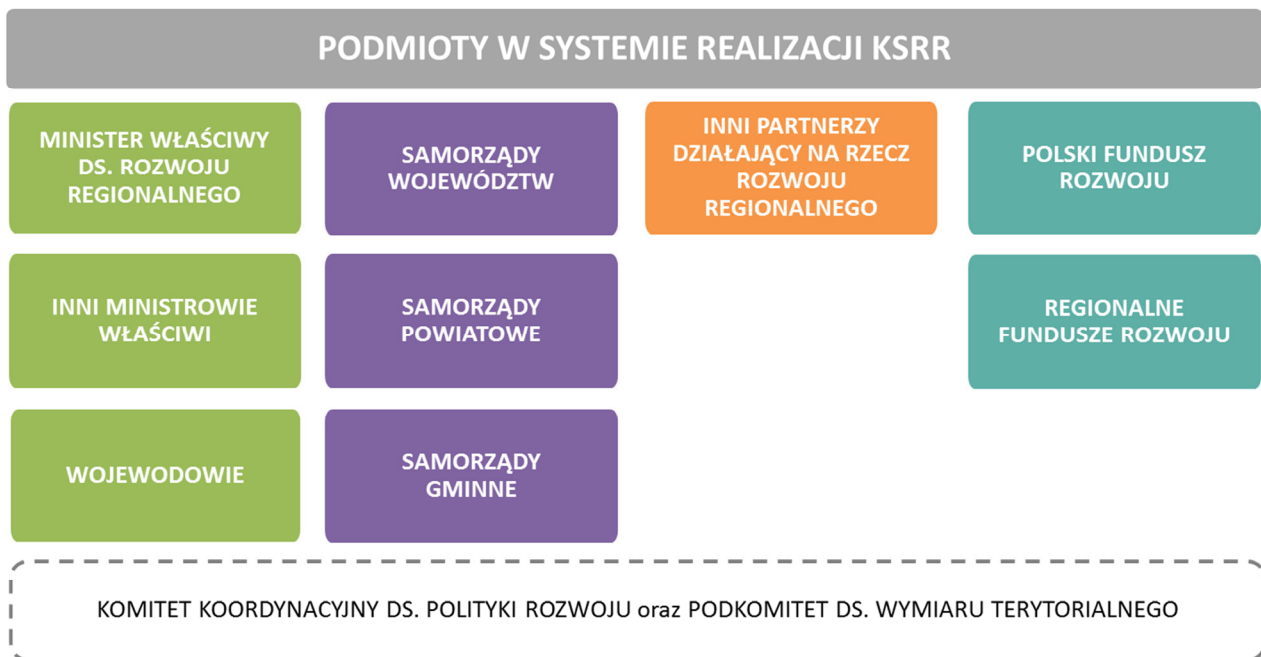 PODMIOTY W SYSTEMIE REALIZACJI KSRR
MINISTER WŁAŚCIWY
DS. ROZWOJU
REGIONALNEGO
SAMORZĄDY
WOJEWÓDZTW
INNI PARTNERZY
DZIAŁAJĄCY NA RZECZ
ROZWOJU
REGIONALNEGO
POLSKI FUNDUSZ
ROZWOJU
INNI MINISTROWIE
WŁAŚCIWI
SAMORZĄDY
POWIATOWE
REGIONALNE
FUNDUSZE ROZWOJU
WOJEWODOWIE
SAMORZĄDY
GMINNE
KOMITET KOORDYNACYJNY DS. POLITYKI ROZWOJU oraz PODKOMITET DS. WYMIARU TERYTORIALNEGO